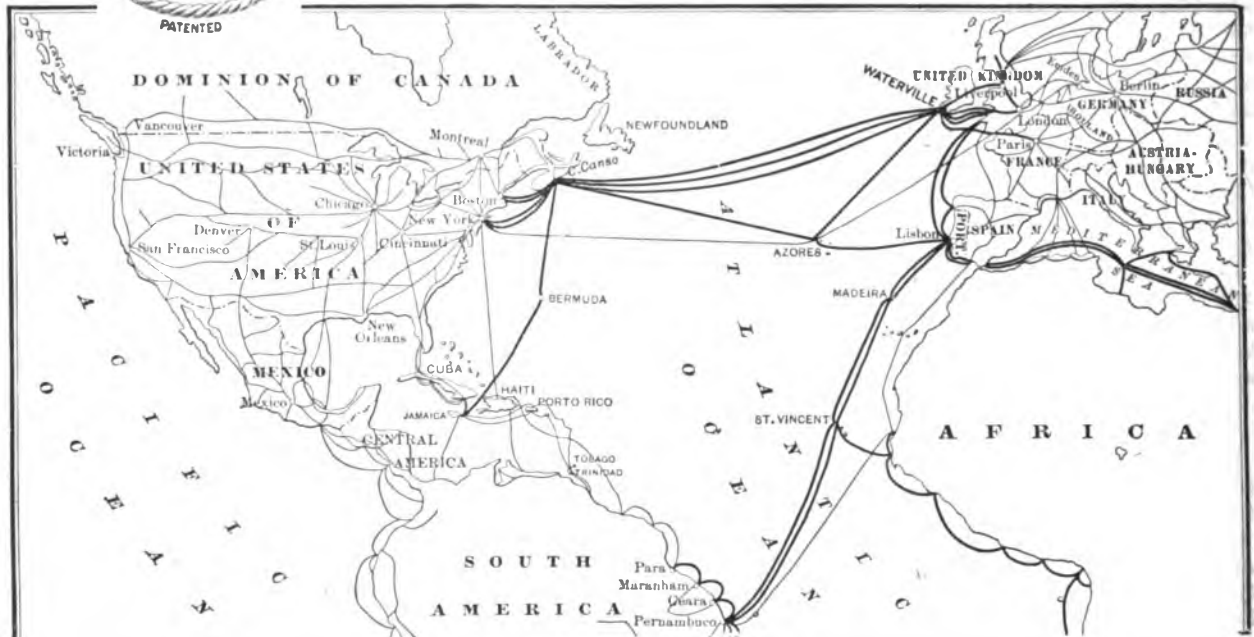 PATENTED
DOMINION OF CANADA
LABRADOR
NEWFOUNDLAND
Vancouver
Victoria
Montreal
C. Canso
UNITED STATES
OF
AMERICA
Chicago
Boston
New York
Denver
San Francisco
St. Louis
Cincinnati
New Orleans
BERMUDA
MEXICO
Mexico
CUBA
HAITI
JAMAICA
PORTO RICO
CENTRAL
AMERICA
TOBAGO
TRINIDAD
PACIFIC
OCEAN
ATLANTIC
OCEAN
SOUTH
AMERICA
Para
Maranham
Ceara
Pernambuco
WATERVILLE
UNITED KINGDOM
Liverpool
London
Emden
Berlin
GERMANY
RUSSIA
HOLLAND
Paris
FRANCE
AUSTRIA-
HUNGARY
ITALY
Lisbon
PORT.
SPAIN
MEDITERRANEAN
SEA
AZORES
MADEIRA
ST. VINCENT
AFRICA